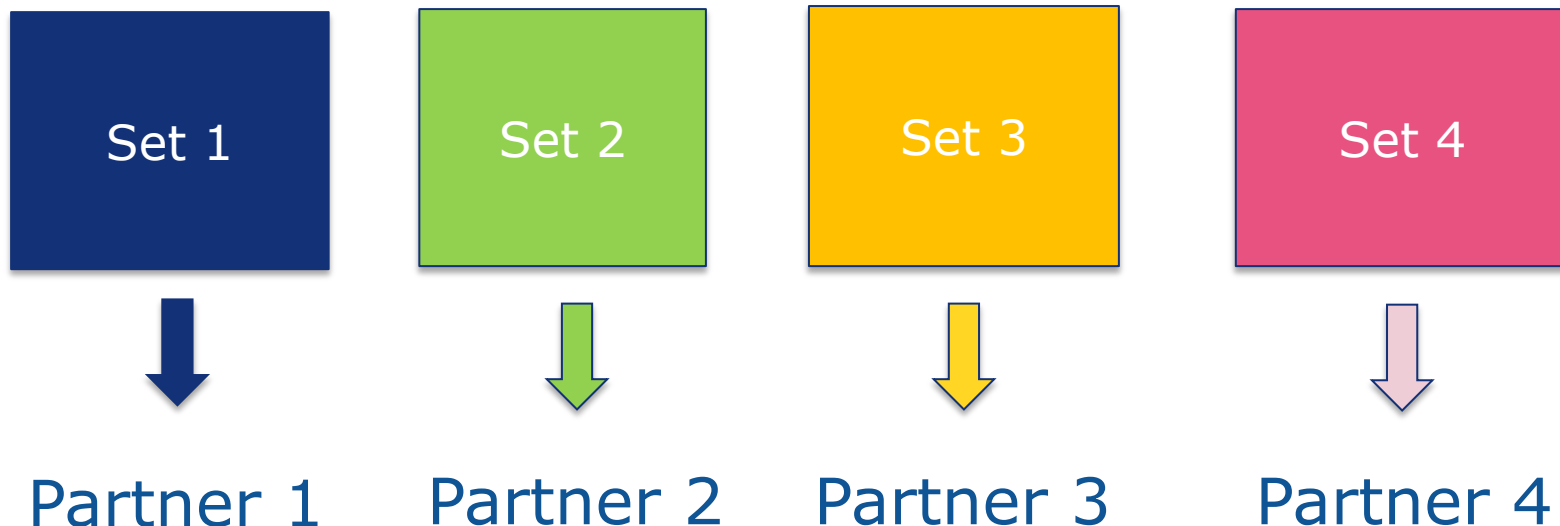 Set 1
Set 2
Set 3
Set 4
Partner 1
Partner 2
Partner 3
Partner 4